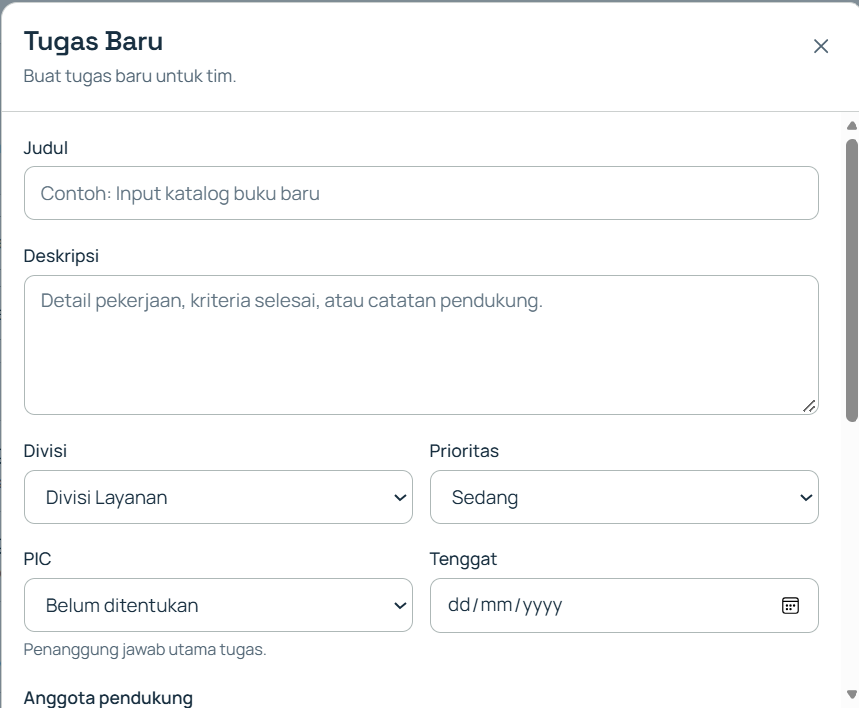 Tugas Baru
Buat tugas baru untuk tim.
Judul
Contoh: Input katalog buku baru
Deskripsi
Detail pekerjaan, kriteria selesai, atau catatan pendukung.
Divisi
Prioritas
Divisi Layanan
Sedang
PIC
Tenggat
Belum ditentukan
dd/mm/yyyy
Penanggung jawab utama tugas.
Anggota pendukung